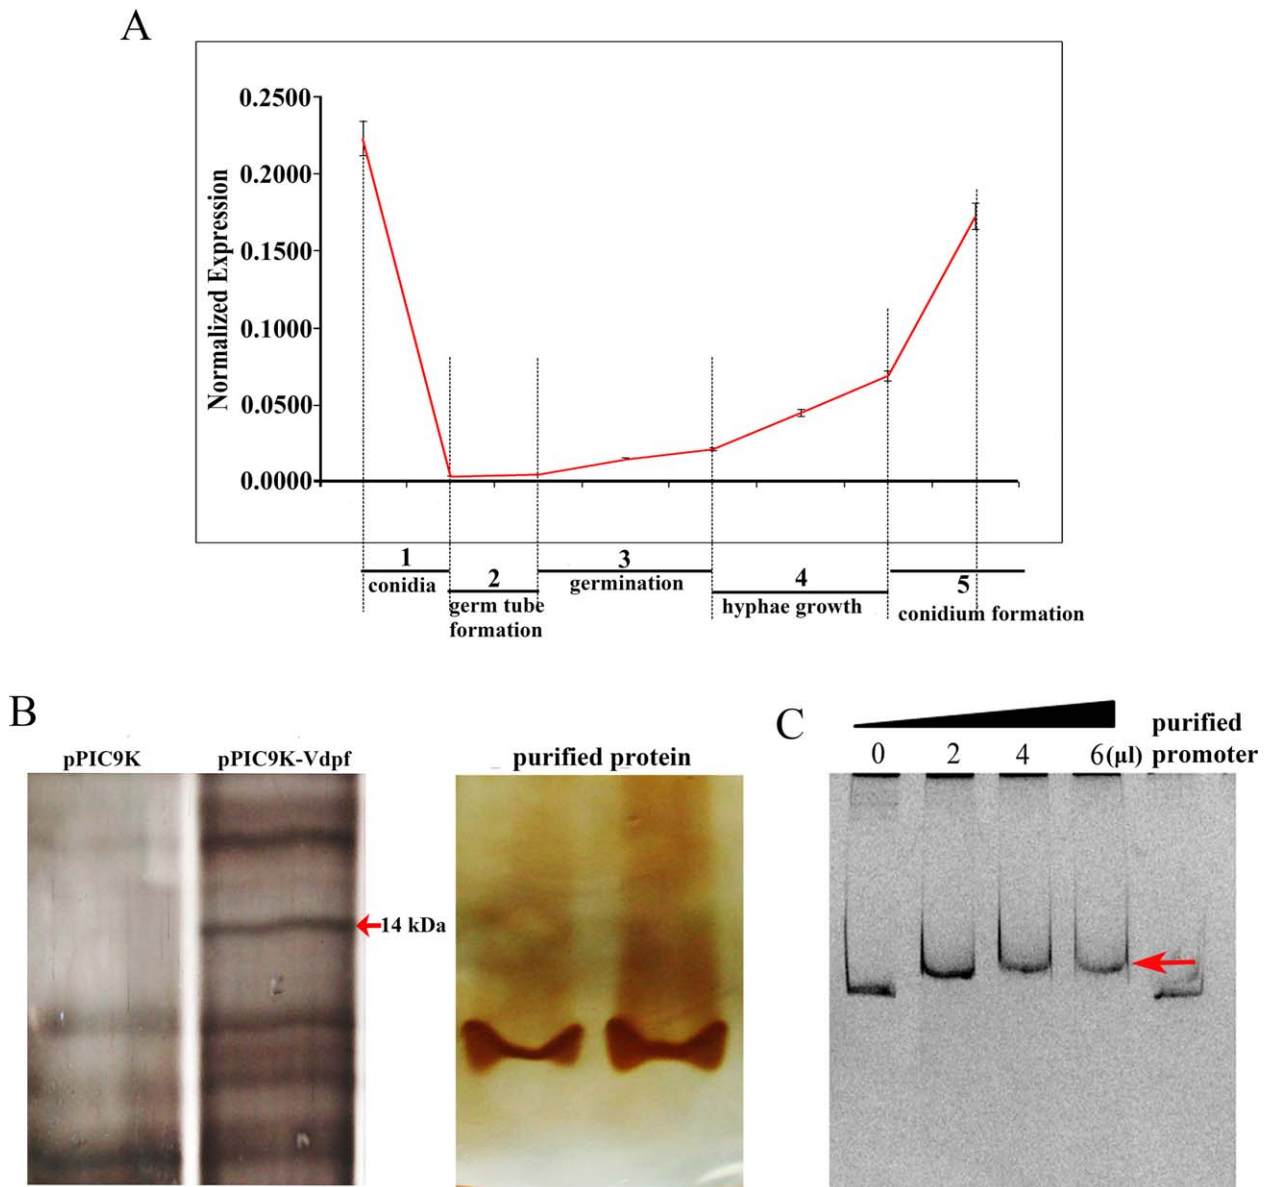 A
0.2500
0.2000
0.1500
0.1000
0.0500
0.0000
Normalized Expression
1
conidia
2
germ tube
formation
3
germination
4
hyphae growth
5
conidium formation
B
pPIC9K
pPIC9K-Vdpf
14 kDa
purified protein
C
0 2 4 6(μl)
purified
promoter